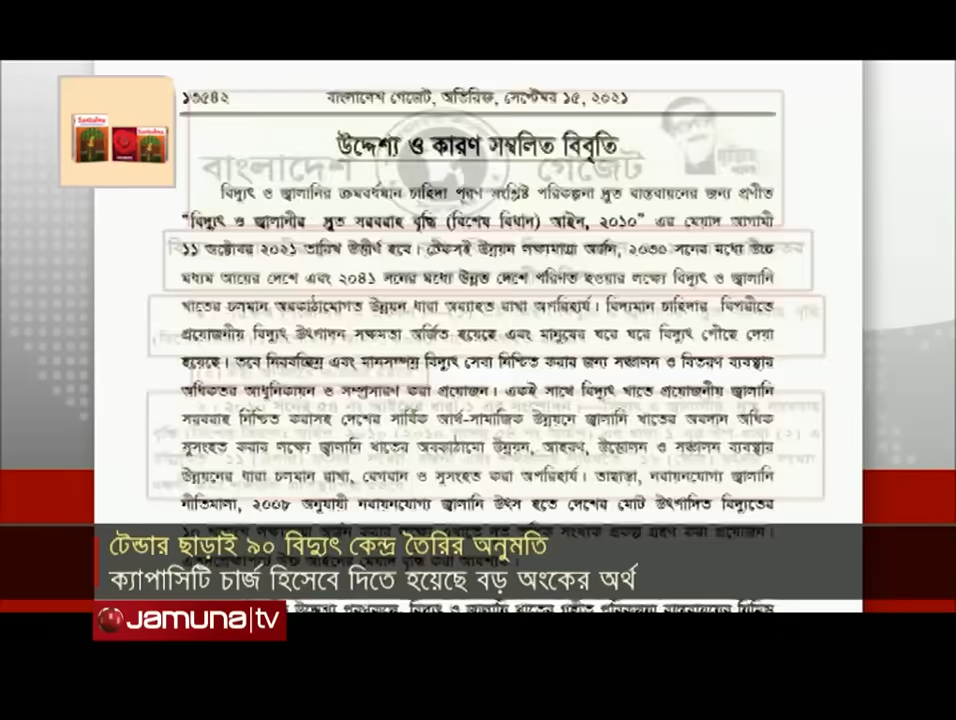 ১৩৫৪২ বাংলাদেশ গেজেট, অতিরিক্ত, সেপ্টেম্বর ১৫, ২০২১
উদ্দেশ্য ও কারণ সম্বলিত বিবৃতি
বাংলাদেশ গেজেট
বিদ্যুৎ ও জ্বালানির ক্রমবর্ধমান চাহিদা পূরণ সংশ্লিষ্ট পরিকল্পনা দ্রুত বাস্তবায়নের জন্য প্রণীত
“বিদ্যুৎ ও জ্বালানীর দ্রুত সরবরাহ বৃদ্ধি (বিশেষ বিধান) আইন, ২০১০” এর মেয়াদ আগামী
১১ অক্টোবর ২০২১ তারিখ উত্তীর্ণ হবে। টেকসই উন্নয়ন লক্ষ্যমাত্রা অর্জন, ২০৩০ সনের মধ্যে উচ্চ
মধ্যম আয়ের দেশে এবং ২০৪১ সনের মধ্যে উন্নত দেশে পরিণত হওয়ার লক্ষ্যে বিদ্যুৎ ও জ্বালানি
খাতের চলমান অবকাঠামোগত উন্নয়ন ধারা অব্যাহত রাখা অপরিহার্য। বিদ্যমান চাহিদার বিপরীতে
প্রয়োজনীয় বিদ্যুৎ উৎপাদন সক্ষমতা অর্জিত হয়েছে এবং মানুষের ঘরে ঘরে বিদ্যুৎ পৌঁছে দেয়া
হয়েছে। তবে নিরবচ্ছিন্ন এবং মানসম্পন্ন বিদ্যুৎ সেবা নিশ্চিত করার জন্য সঞ্চালন ও বিতরণ ব্যবস্থার
অধিকতর আধুনিকায়ন ও সম্প্রসারণ করা প্রয়োজন। একই সাথে বিদ্যুৎ খাতে প্রয়োজনীয় জ্বালানি
সরবরাহ নিশ্চিত করাসহ দেশের সার্বিক আর্থ-সামাজিক উন্নয়নে জ্বালানি খাতের অবদান অধিক
সুসংহত করার লক্ষ্যে জ্বালানি খাতের অবকাঠামো উন্নয়ন, আহরণ, উত্তোলন ও সঞ্চালন ব্যবস্থার
উন্নয়নের ধারা চলমান রাখা, বেগবান ও সুসংহত করা অপরিহার্য। তাছাড়া, নবায়নযোগ্য জ্বালানি
নীতিমালা, ২০০৮ অনুযায়ী নবায়নযোগ্য জ্বালানি উৎস হতে দেশের মোট উৎপাদিত বিদ্যুতের
টেন্ডার ছাড়াই ৯০ বিদ্যুৎ কেন্দ্র তৈরির অনুমতি
ক্যাপাসিটি চার্জ হিসেবে দিতে হয়েছে বড় অংকের অর্থ
Jamuna|tv